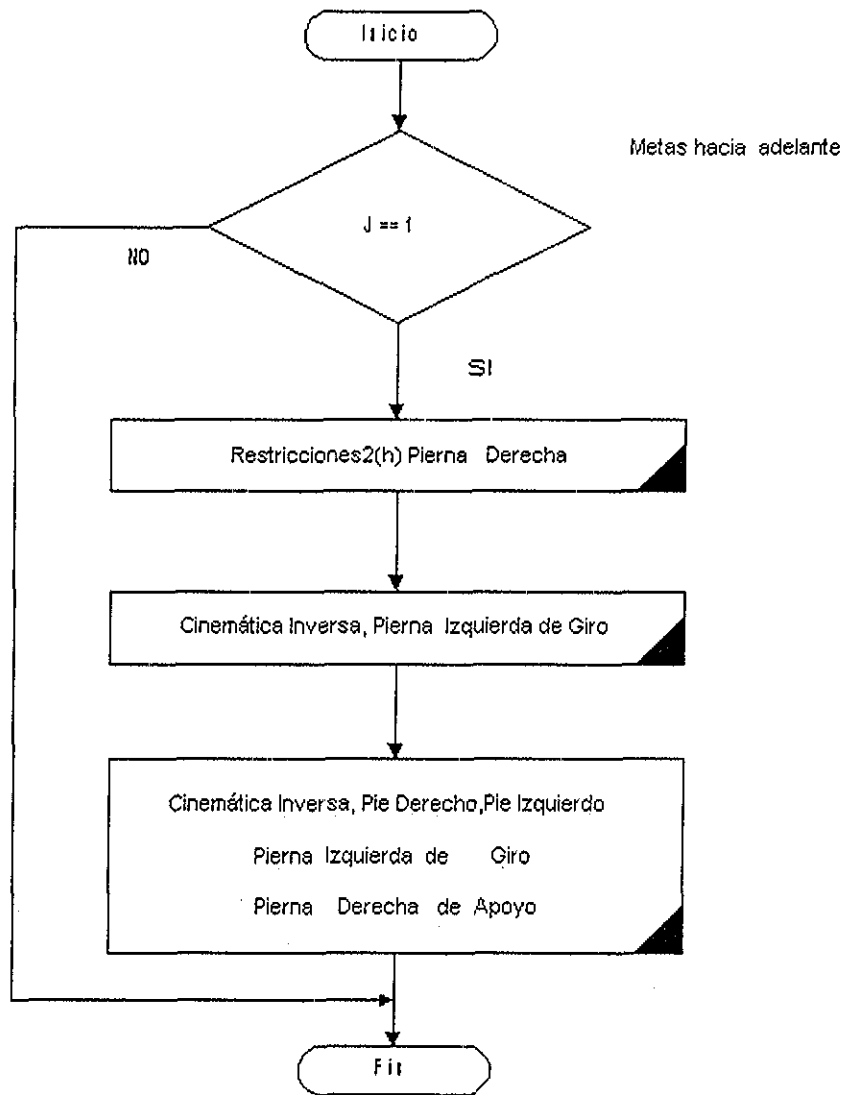 Inicio
Metas hacia adelante
J == 1
NO
SI
Restricciones2(h) Pierna Derecha
Cinemática Inversa, Pierna Izquierda de Giro
Cinemática Inversa, Pie Derecho,Pie Izquierdo
Pierna Izquierda de Giro
Pierna Derecha de Apoyo
Fin